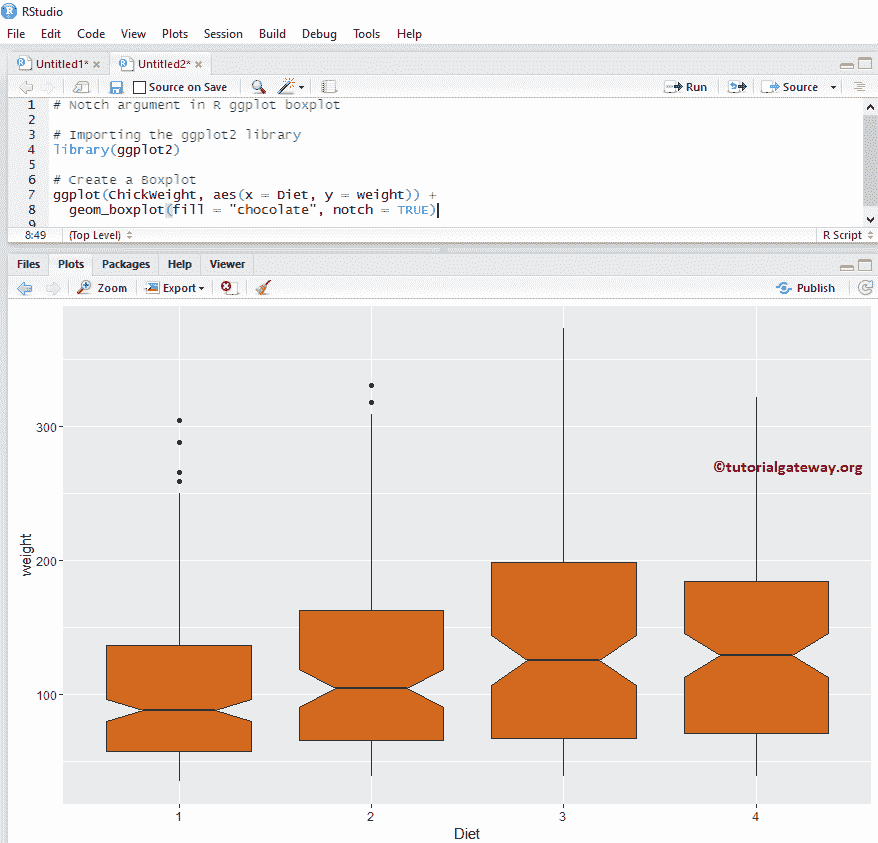 RStudio
File Edit Code View Plots Session Build Debug Tools Help
Untitled1* Untitled2*
Source on Save Run Source
1 # Notch argument in R ggplot boxplot
2
3 # Importing the ggplot2 library
4 library(ggplot2)
5
6 # Create a Boxplot
7 ggplot(ChickWeight, aes(x = Diet, y = weight)) +
8 geom_boxplot(fill = "chocolate", notch = TRUE)
9
8:49 (Top Level) R Script
Files Plots Packages Help Viewer
Zoom Export Publish
300
©tutorialgateway.org
200
weight
100
1 2 3 4
Diet